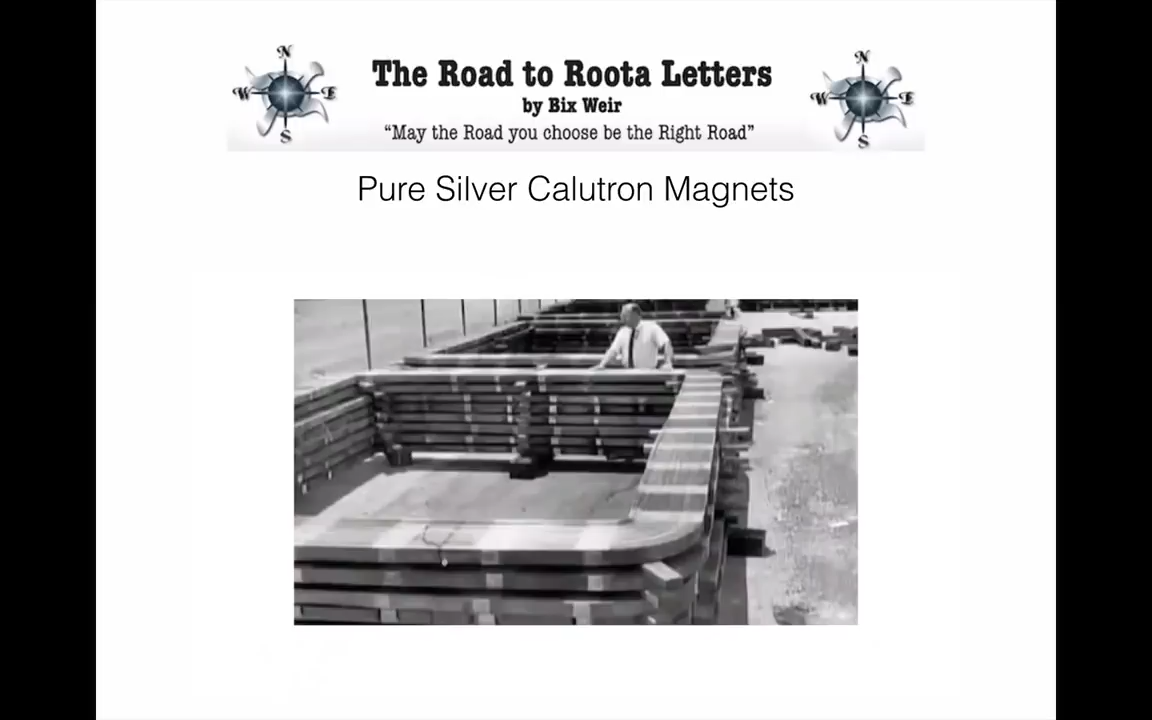 N
W E
S
The Road to Roota Letters
by Bix Weir
“May the Road you choose be the Right Road”
N
W E
S
Pure Silver Calutron Magnets